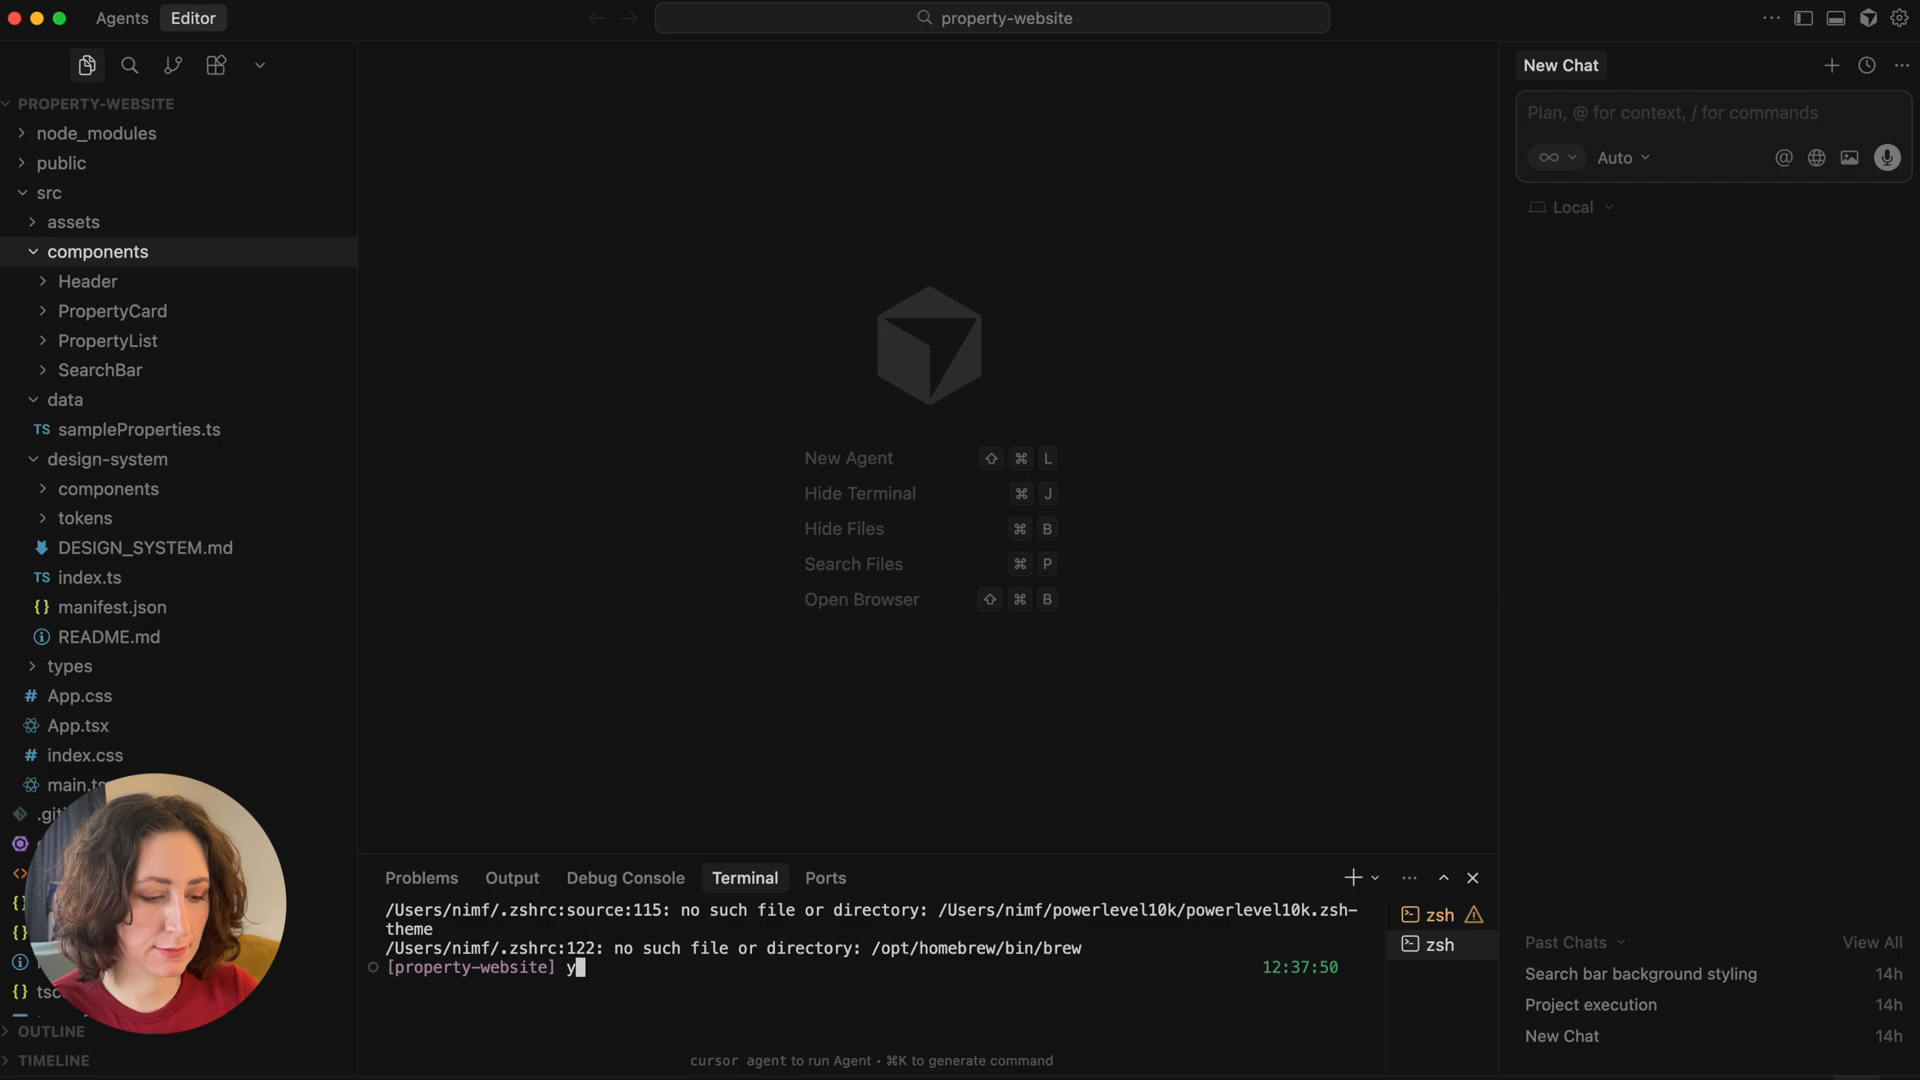 Agents
Editor
property-website
PROPERTY-WEBSITE
node_modules
public
src
assets
components
Header
PropertyCard
PropertyList
SearchBar
data
TS sampleProperties.ts
design-system
components
tokens
DESIGN_SYSTEM.md
TS index.ts
{} manifest.json
README.md
types
# App.css
App.tsx
# index.css
OUTLINE
TIMELINE
New Agent ⇧ ⌘ L
Hide Terminal ⌘ J
Hide Files ⌘ B
Search Files ⌘ P
Open Browser ⇧ ⌘ B
Problems
Output
Debug Console
Terminal
Ports
/Users/nimf/.zshrc:source:115: no such file or directory: /Users/nimf/powerlevel10k/powerlevel10k.zsh-
theme
/Users/nimf/.zshrc:122: no such file or directory: /opt/homebrew/bin/brew
[property-website] y
12:37:50
zsh
zsh
cursor agent to run Agent • ⌘K to generate command
New Chat
Plan, @ for context, / for commands
Auto
Local
Past Chats
View All
Search bar background styling 14h
Project execution 14h
New Chat 14h